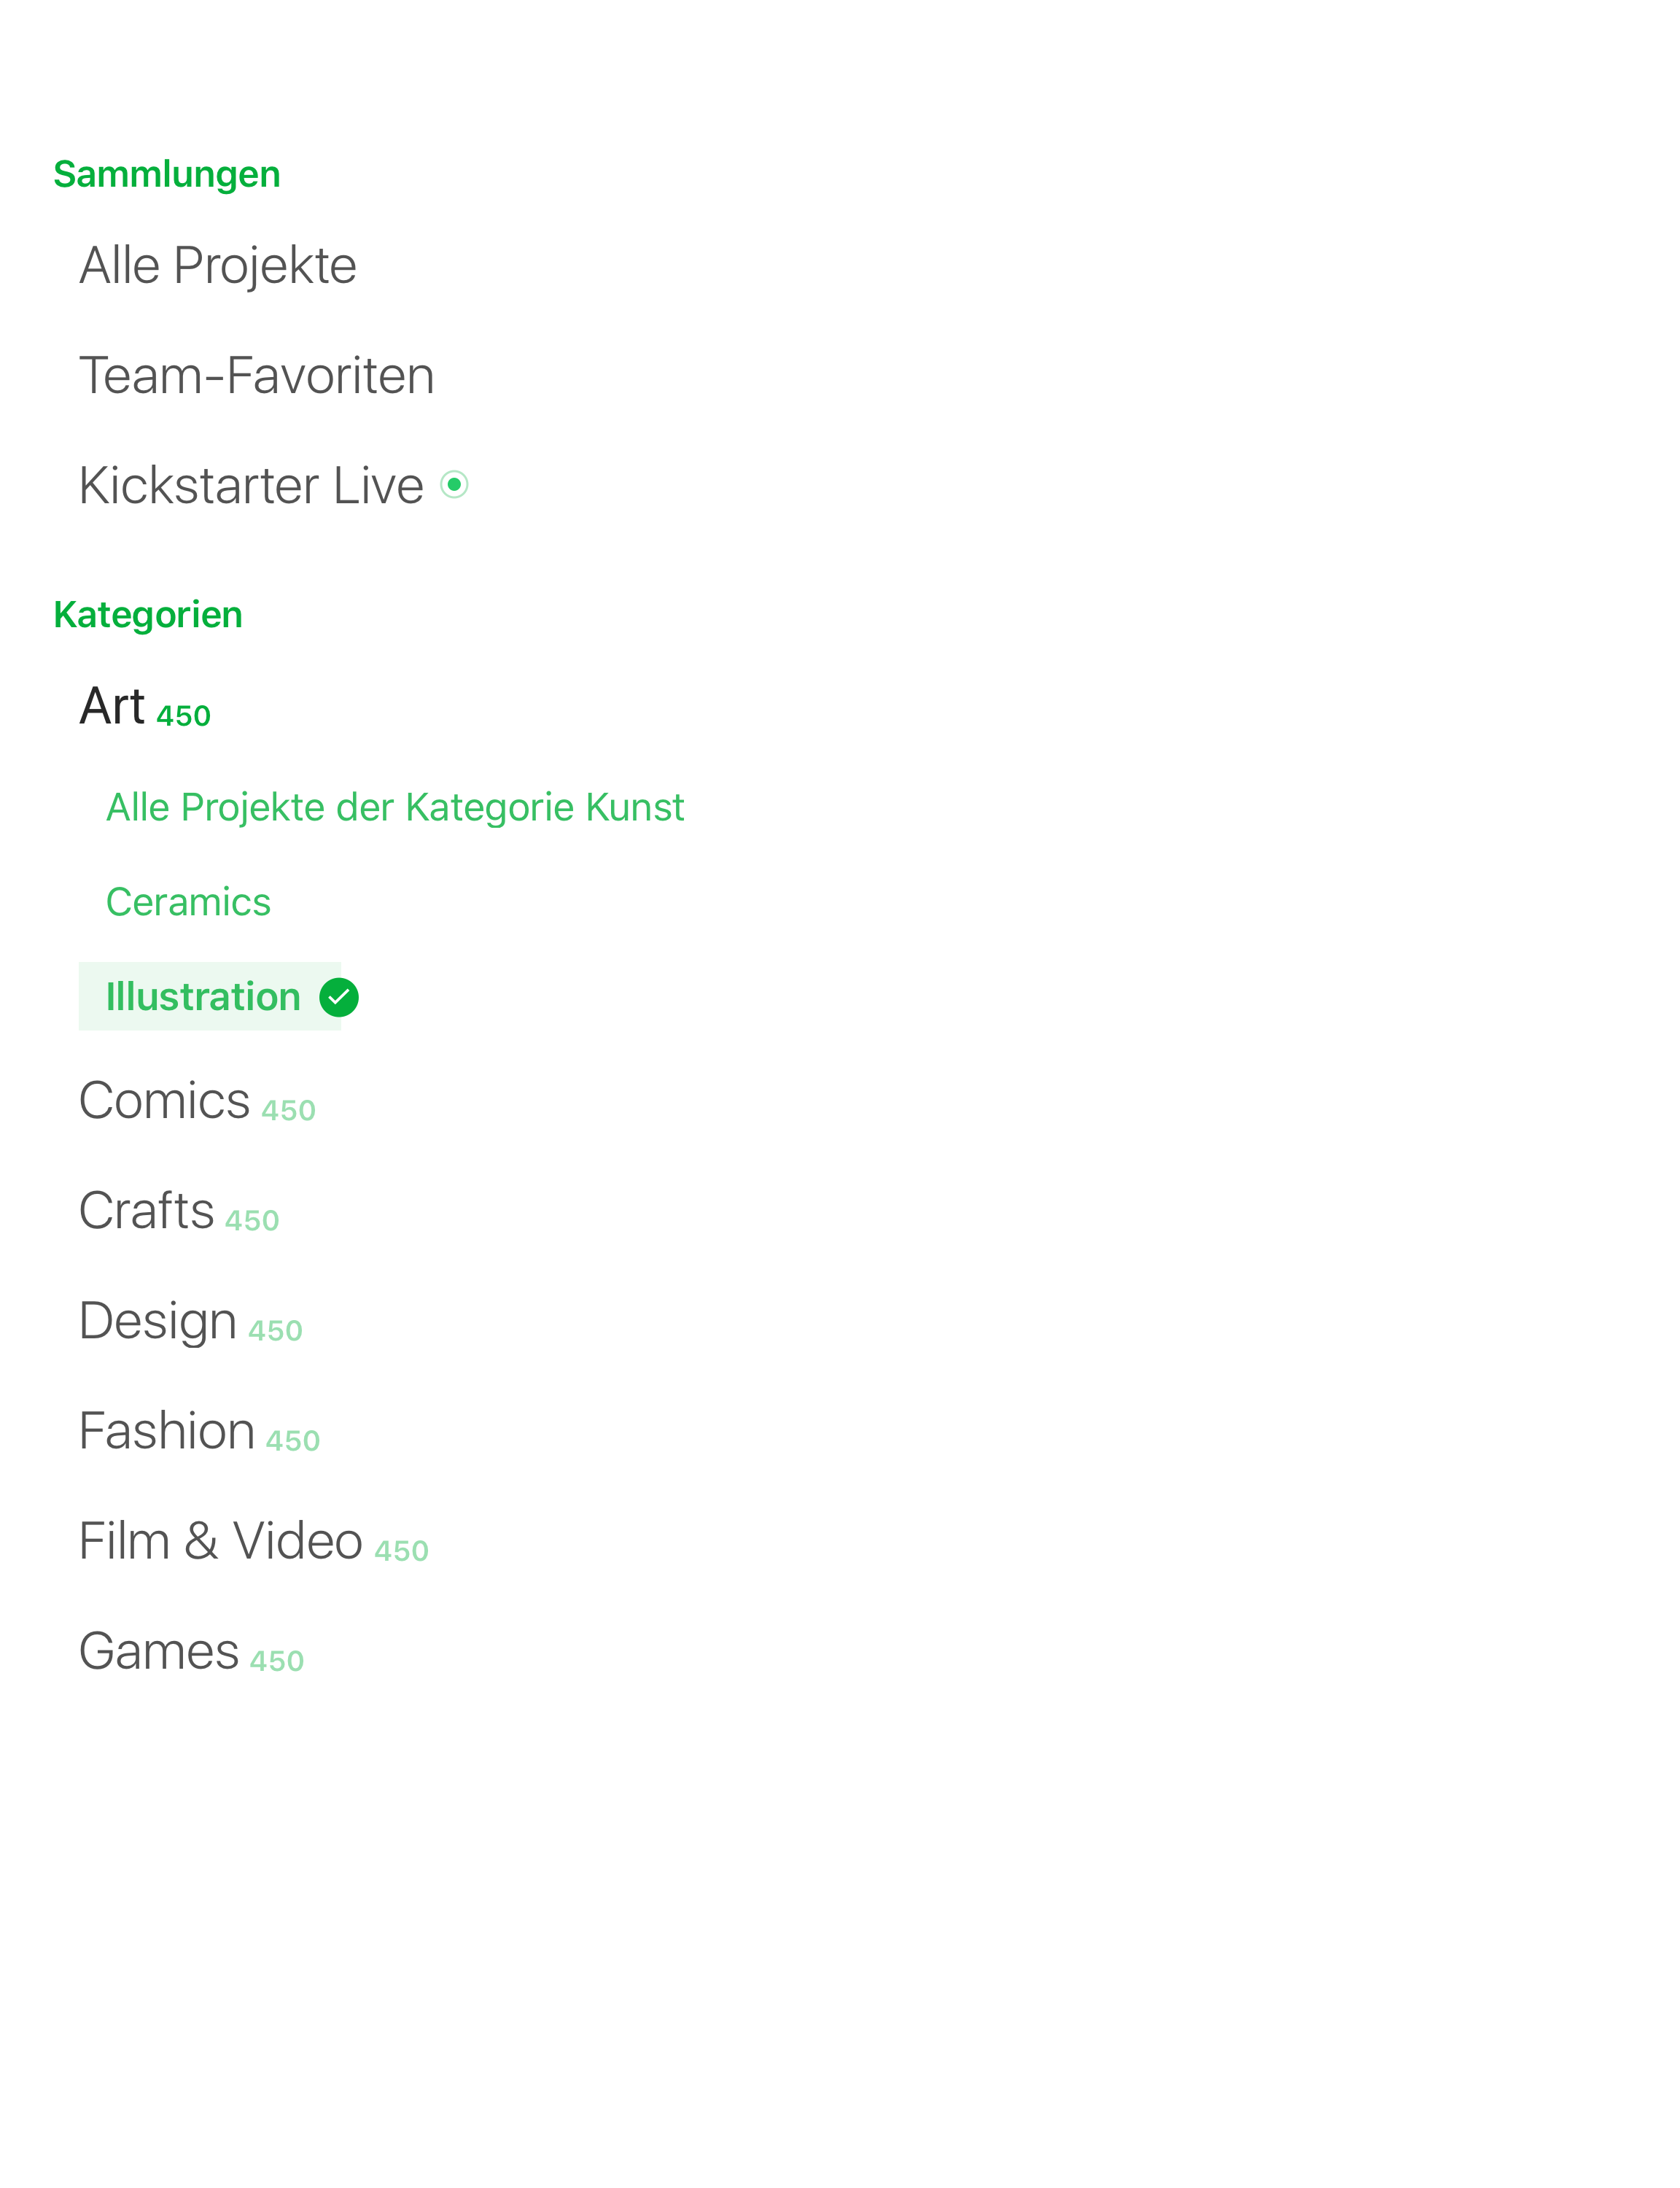 Sammlungen
Alle Projekte
Team-Favoriten
Kickstarter Live
Kategorien
Art 450
Alle Projekte der Kategorie Kunst
Ceramics
Illustration
Comics 450
Crafts 450
Design 450
Fashion 450
Film & Video 450
Games 450